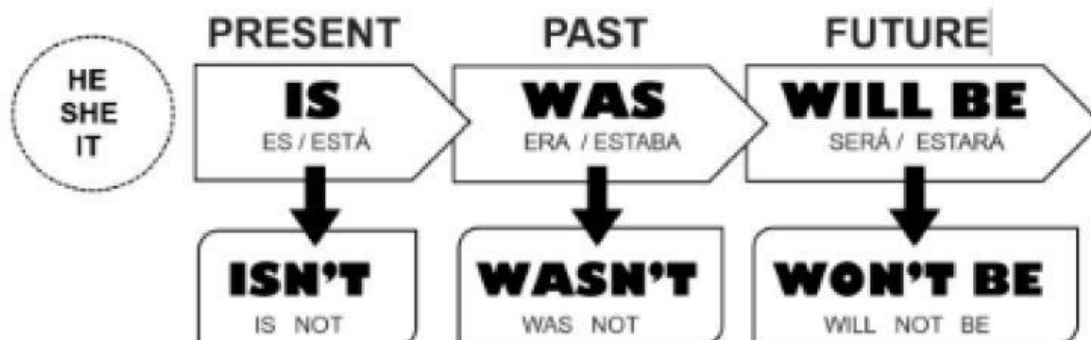 PRESENT PAST FUTURE
HE
SHE
IT
IS WAS WILL BE
ES / ESTÁ ERA / ESTABA SERÁ / ESTARÁ
ISN'T WASN'T WON'T BE
IS NOT WAS NOT WILL NOT BE